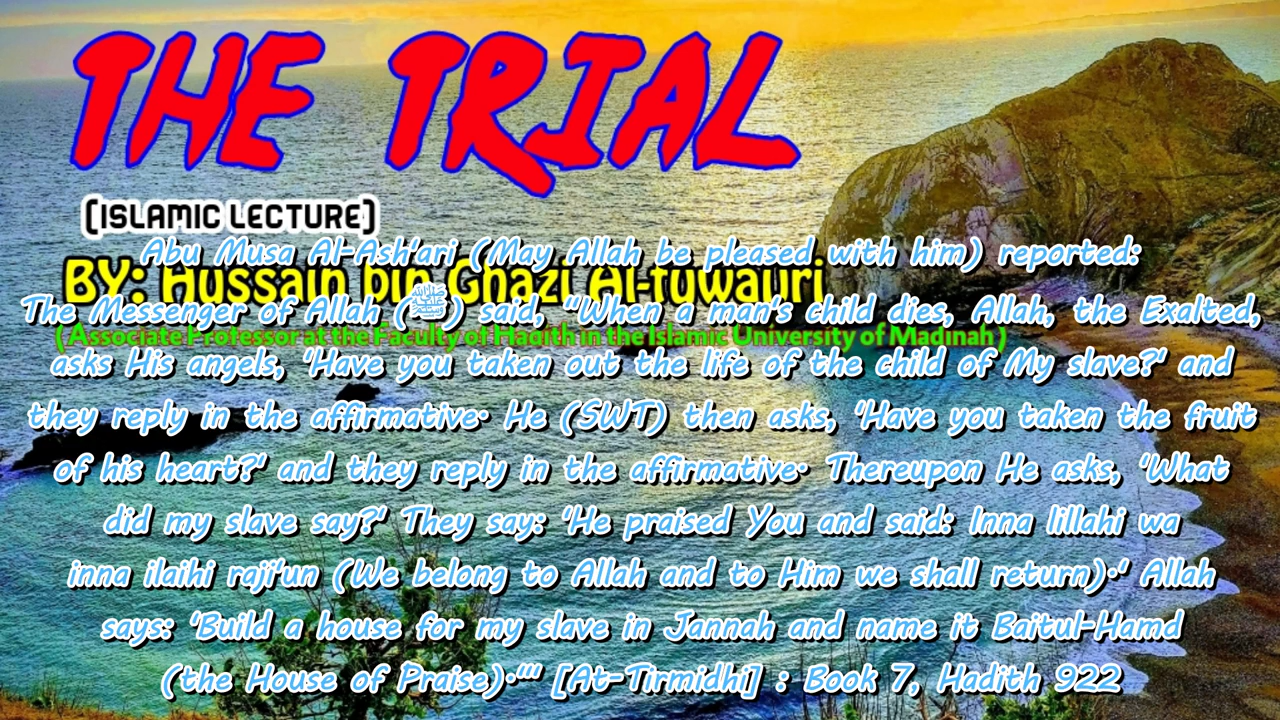 THE TRIAL
[ISLAMIC LECTURE]
Abu Musa Al-Ash'ari (May Allah be pleased with him) reported:
BY: Hussain bin Ghazi Al-tuwayri
The Messenger of Allah (ﷺ) said, "When a man's child dies, Allah, the Exalted,
(Associate Professor at the Faculty of Hadith in the Islamic University of Madinah)
asks His angels, 'Have you taken out the life of the child of My slave?' and
they reply in the affirmative. He (SWT) then asks, 'Have you taken the fruit
of his heart?' and they reply in the affirmative. Thereupon He asks, 'What
did my slave say?' They say: 'He praised You and said: Inna lillahi wa
inna ilaihi raji'un (We belong to Allah and to Him we shall return).' Allah
says: 'Build a house for my slave in Jannah and name it Baitul-Hamd
(the House of Praise).'" [At-Tirmidhi] : Book 7, Hadith 922